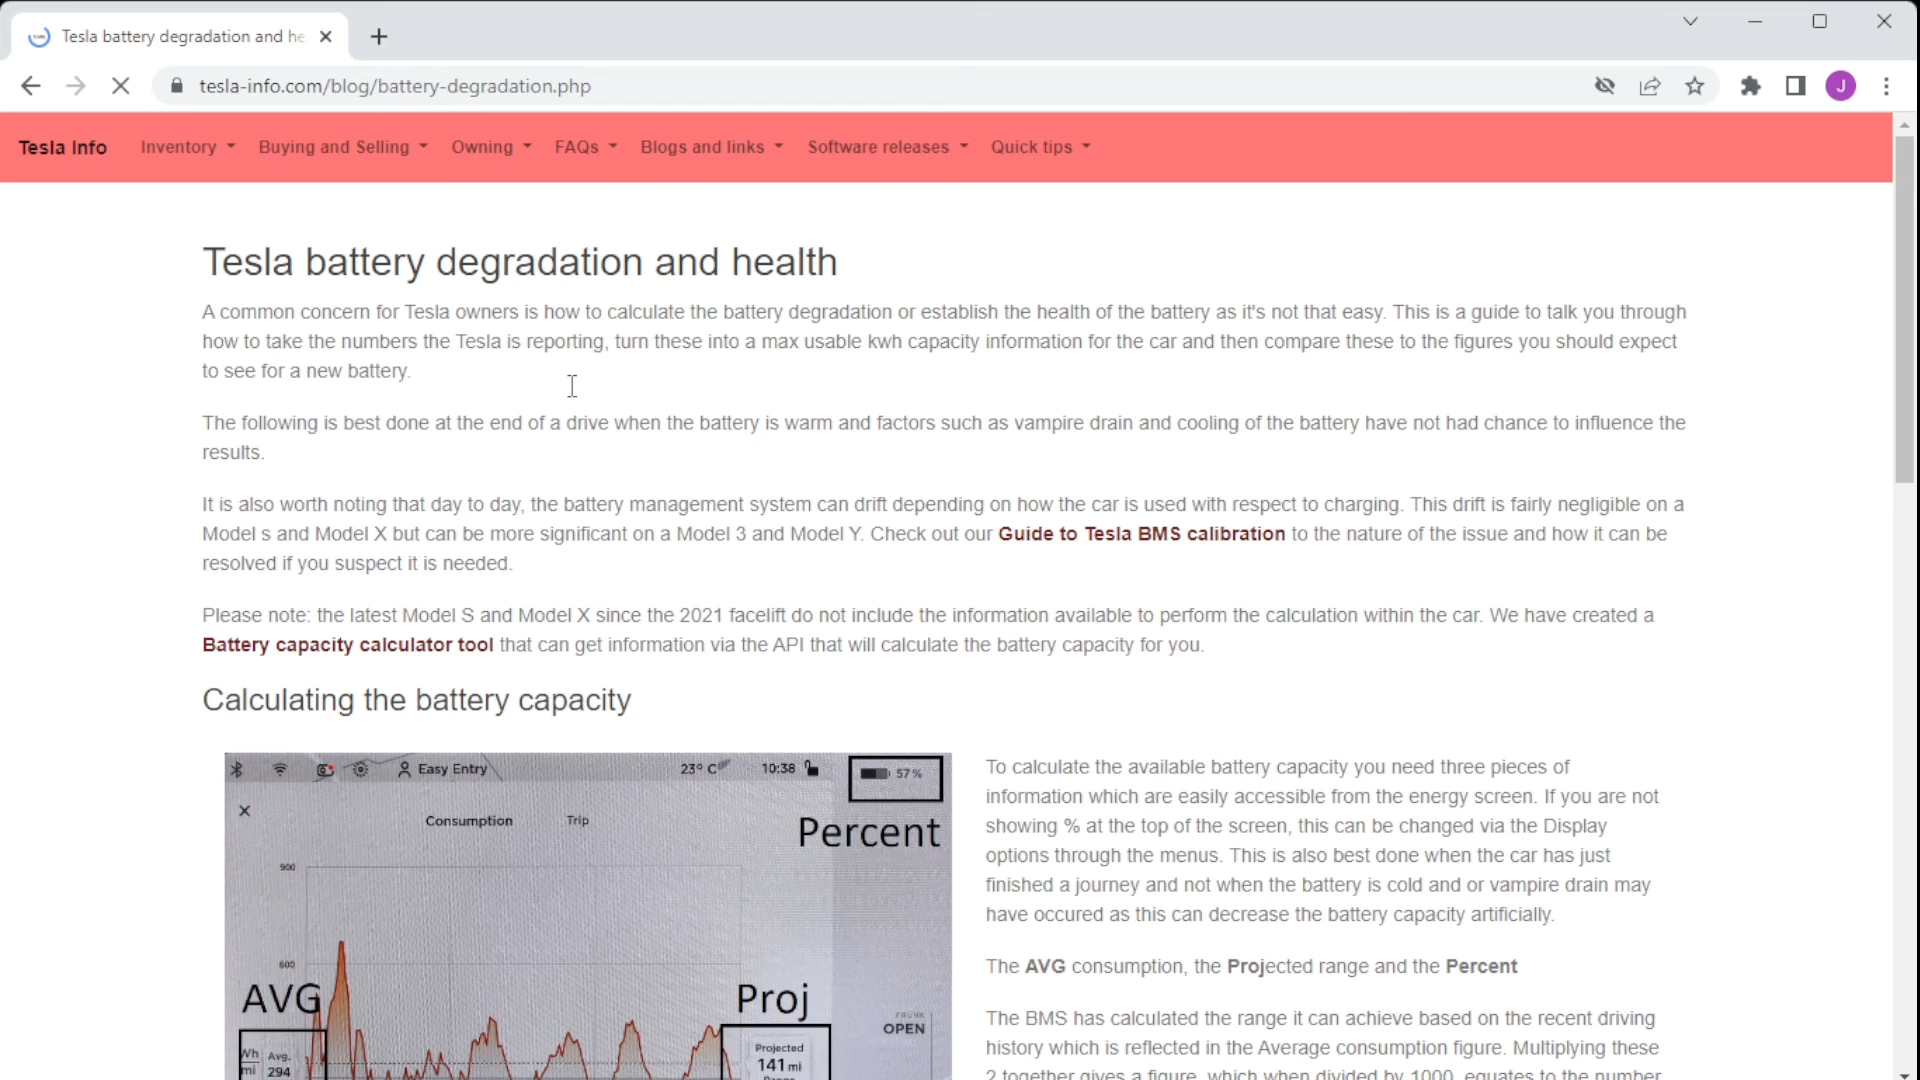 Tesla battery degradation and he
tesla-info.com/blog/battery-degradation.php
J
Tesla Info Inventory Buying and Selling Owning FAQs Blogs and links Software releases Quick tips
Tesla battery degradation and health
A common concern for Tesla owners is how to calculate the battery degradation or establish the health of the battery as it's not that easy. This is a guide to talk you through
how to take the numbers the Tesla is reporting, turn these into a max usable kwh capacity information for the car and then compare these to the figures you should expect
to see for a new battery.
The following is best done at the end of a drive when the battery is warm and factors such as vampire drain and cooling of the battery have not had chance to influence the
results.
It is also worth noting that day to day, the battery management system can drift depending on how the car is used with respect to charging. This drift is fairly negligible on a
Model s and Model X but can be more significant on a Model 3 and Model Y. Check out our Guide to Tesla BMS calibration to the nature of the issue and how it can be
resolved if you suspect it is needed.
Please note: the latest Model S and Model X since the 2021 facelift do not include the information available to perform the calculation within the car. We have created a
Battery capacity calculator tool that can get information via the API that will calculate the battery capacity for you.
Calculating the battery capacity
Easy Entry 23° C 10:38 57 %
Consumption Trip
Percent
900
600
AVG Proj
FRUNK
OPEN
Wh
mi
Avg.
294
Projected
141 mi
Range
To calculate the available battery capacity you need three pieces of
information which are easily accessible from the energy screen. If you are not
showing % at the top of the screen, this can be changed via the Display
options through the menus. This is also best done when the car has just
finished a journey and not when the battery is cold and or vampire drain may
have occured as this can decrease the battery capacity artificially.
The AVG consumption, the Projected range and the Percent
The BMS has calculated the range it can achieve based on the recent driving
history which is reflected in the Average consumption figure. Multiplying these
2 together gives a figure, which when divided by 1000, equates to the number